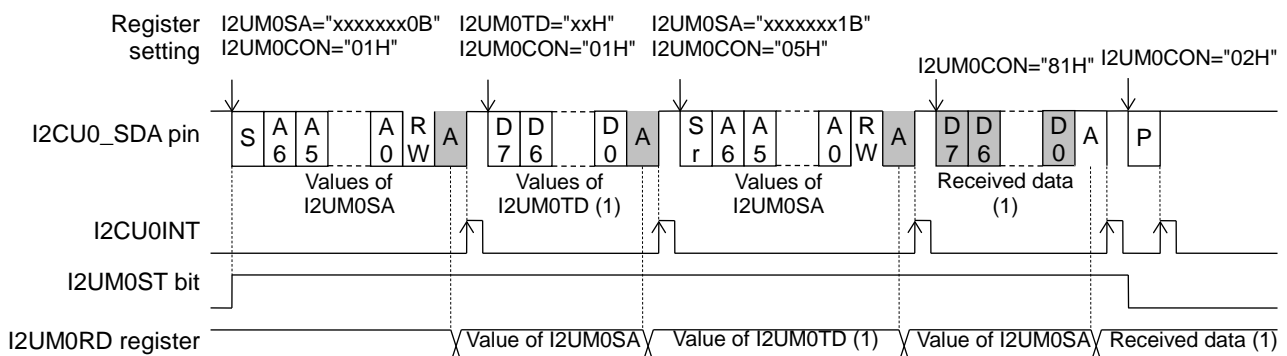 Register setting
I2UM0SA="xxxxxxx0B"
I2UM0CON="01H"
I2UM0TD="xxH"
I2UM0CON="01H"
I2UM0SA="xxxxxxx1B"
I2UM0CON="05H"
I2UM0CON="81H"
I2UM0CON="02H"
I2CU0_SDA pin
S A6 A5 A0 RW A D7 D6 D0 A Sr A6 A5 A0 RW A D7 D6 D0 A P
Values of
I2UM0SA
Values of
I2UM0TD (1)
Values of
I2UM0SA
Received data
(1)
I2CU0INT
I2UM0ST bit
I2UM0RD register
Value of I2UM0SA
Value of I2UM0TD (1)
Value of I2UM0SA
Received data (1)